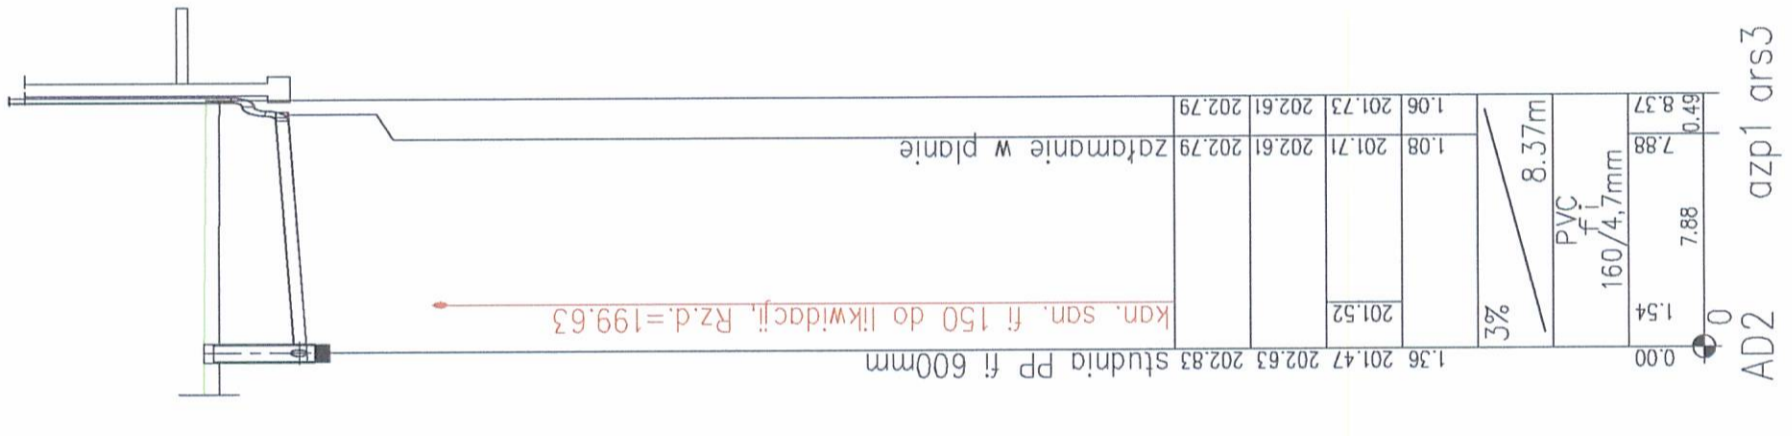 studnia PP fi 600mm
202.83
202.63
201.47
1.36
0.00
kan. san. fi 150 do likwidacji, Rz.d.=199.63
201.52
1.54
załamanie w planie
202.79
202.61
201.71
1.08
7.88
202.79
202.61
201.73
1.06
8.37
3%
8.37m
PVC
fi
160/4,7mm
7.88
0.49
0
AD2
azp1
ars3